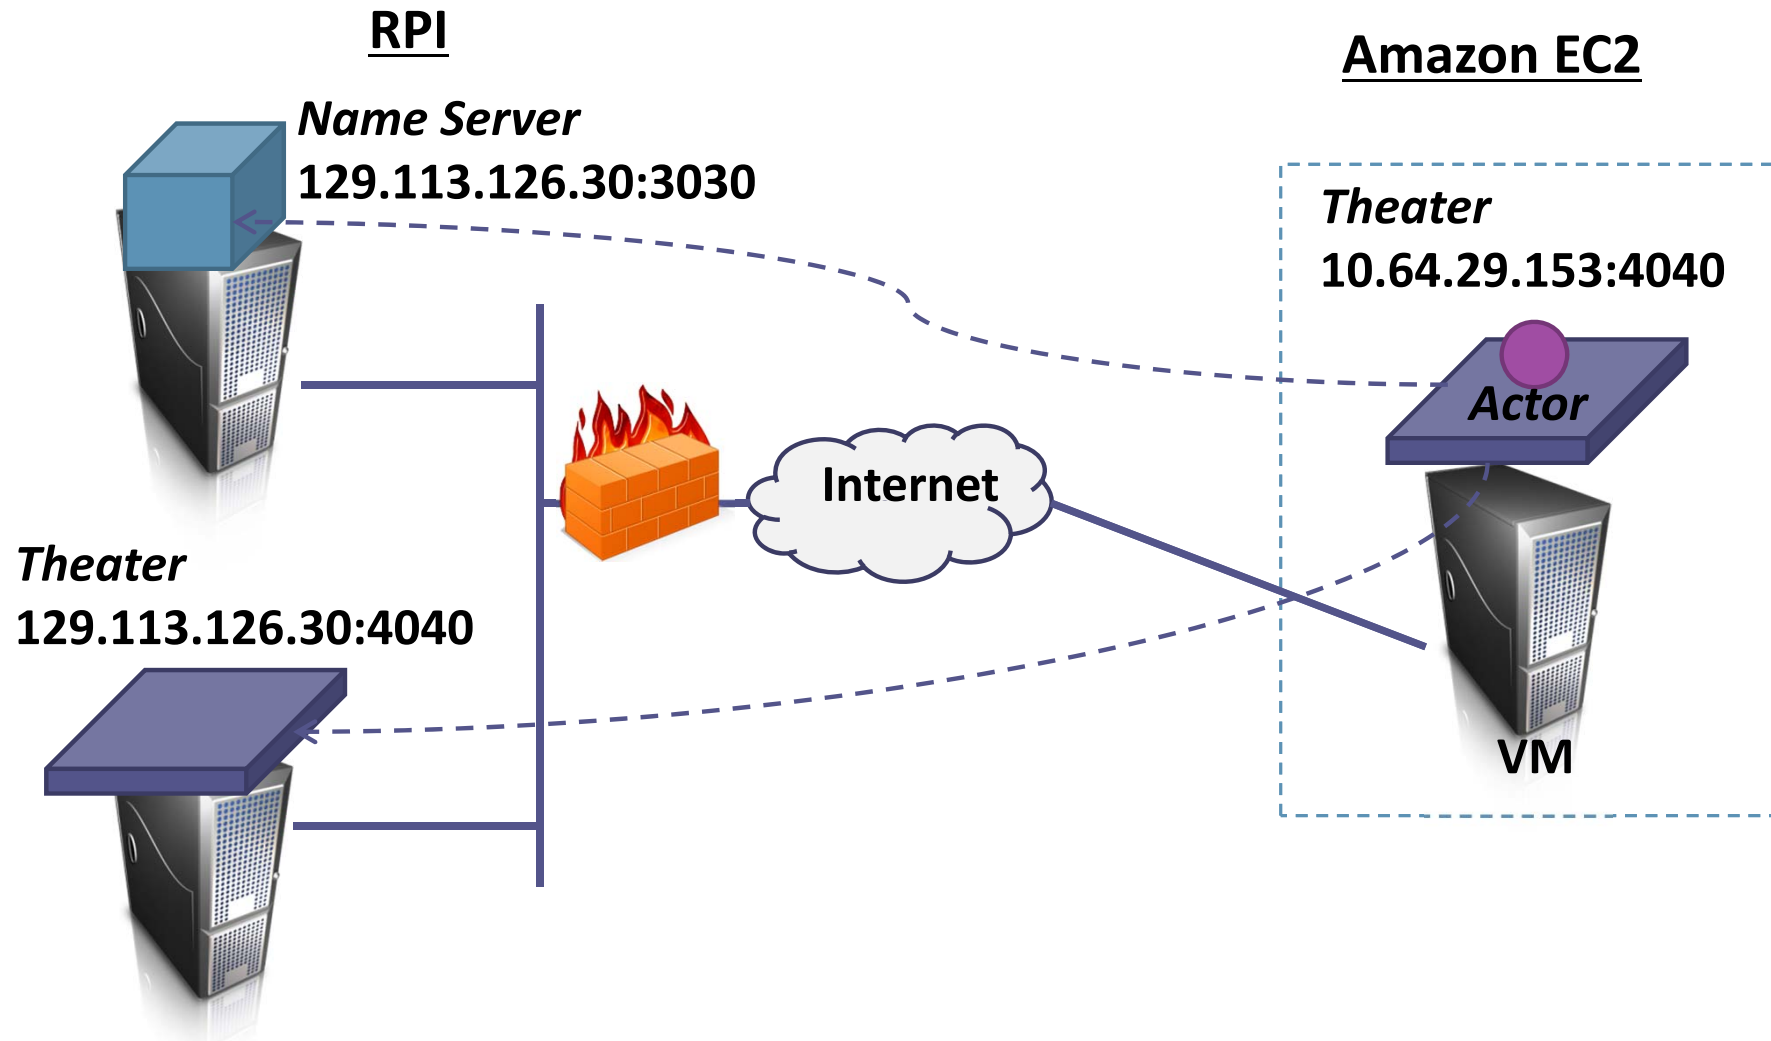 RPI
Amazon EC2
Name Server
129.113.126.30:3030
Theater
10.64.29.153:4040
Actor
Internet
Theater
129.113.126.30:4040
VM